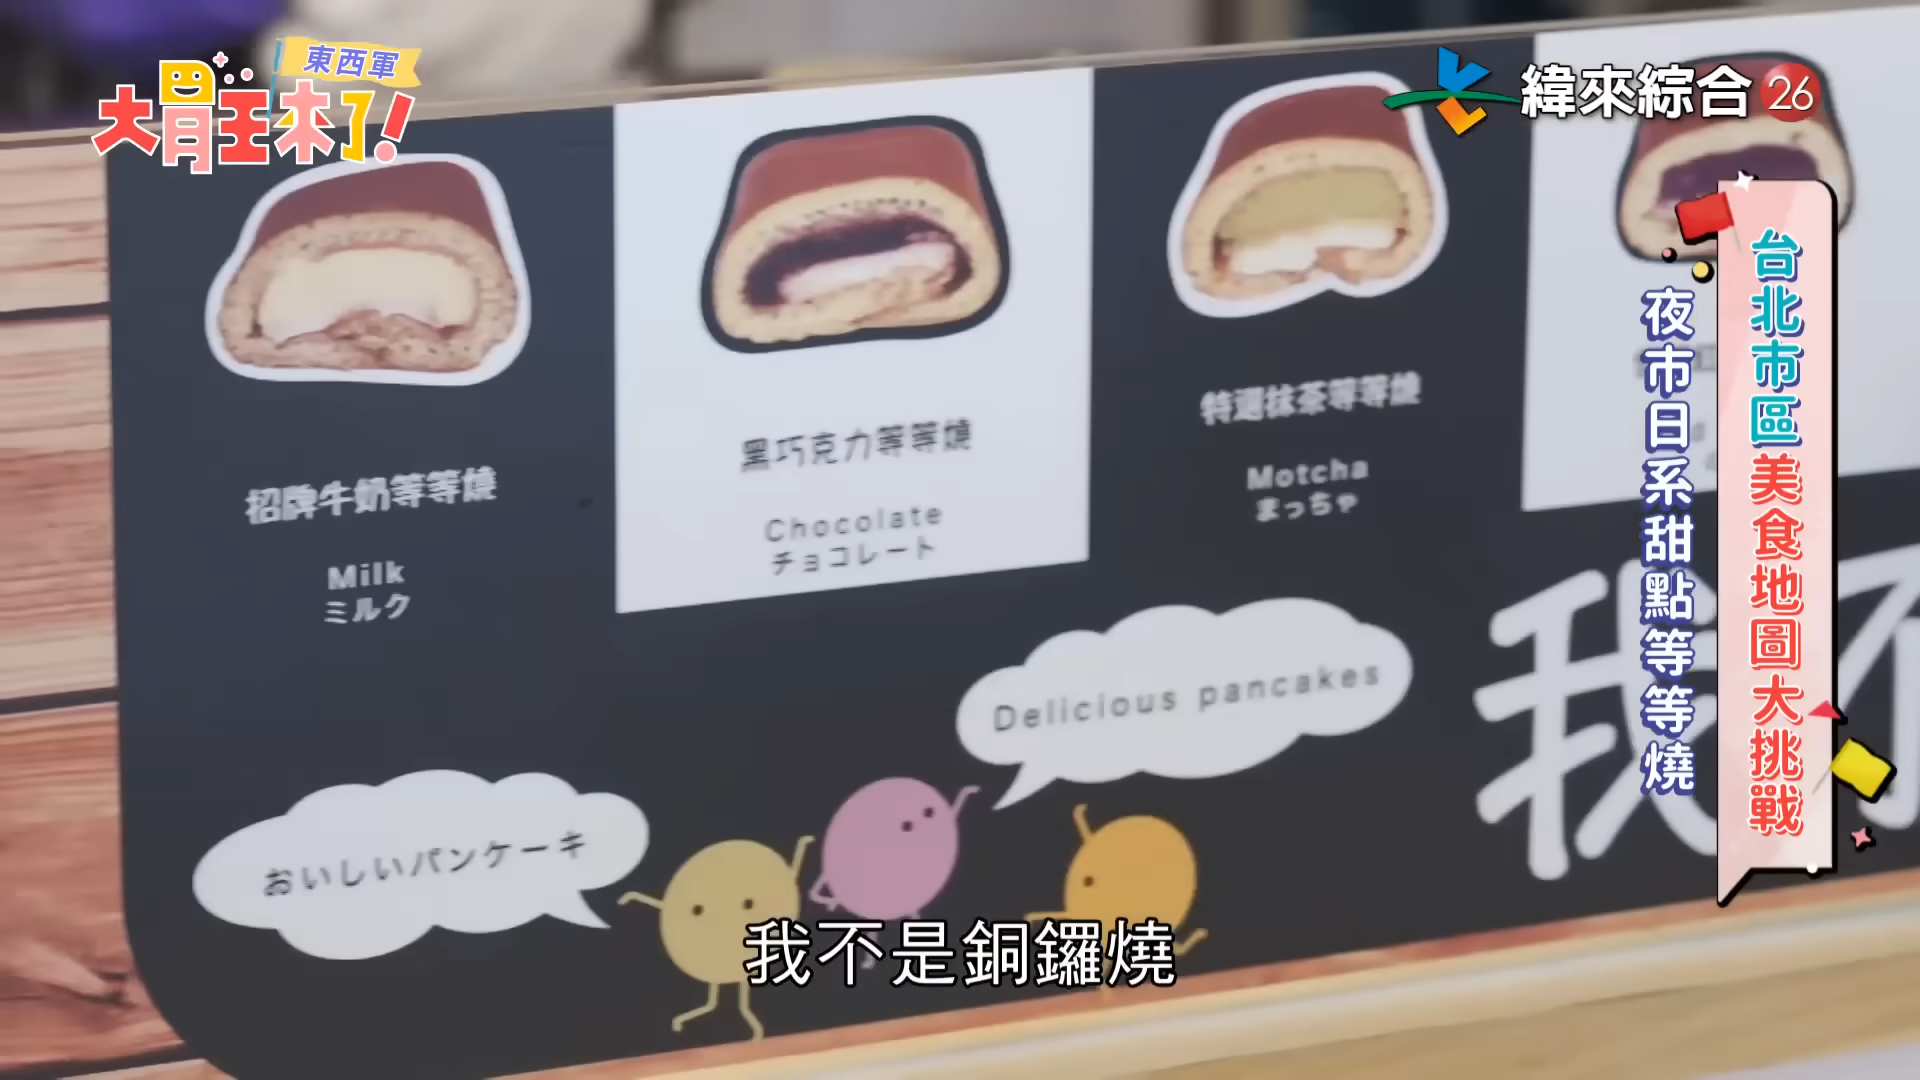 東西軍
大胃王來了!
緯來綜合 26
台北市區美食地圖大挑戰
夜市日系甜點等等燒
招牌牛奶等等燒
Milk
ミルク
黑巧克力等等燒
Chocolate
チョコレート
特選抹茶等等燒
Motcha
まっちゃ
おいしいパンケーキ
Delicious pancakes
我不
我不是銅鑼燒